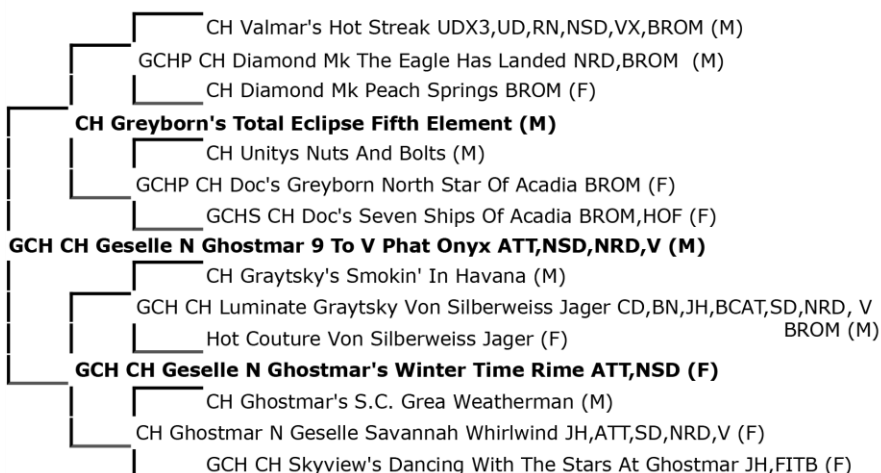 CH Valmar's Hot Streak UDX3,UD,RN,NSD,VX,BROM (M)
GCHP CH Diamond Mk The Eagle Has Landed NRD,BROM (M)
CH Diamond Mk Peach Springs BROM (F)
CH Greyborn's Total Eclipse Fifth Element (M)
CH Unitys Nuts And Bolts (M)
GCHP CH Doc's Greyborn North Star Of Acadia BROM (F)
GCHS CH Doc's Seven Ships Of Acadia BROM,HOF (F)
GCH CH Geselle N Ghostmar 9 To V Phat Onyx ATT,NSD,NRD,V (M)
CH Graytsky's Smokin' In Havana (M)
GCH CH Luminate Graytsky Von Silberweiss Jager CD,BN,JH,BCAT,SD,NRD, V
BROM (M)
Hot Couture Von Silberweiss Jager (F)
GCH CH Geselle N Ghostmar's Winter Time Rime ATT,NSD (F)
CH Ghostmar's S.C. Grea Weatherman (M)
CH Ghostmar N Geselle Savannah Whirlwind JH,ATT,SD,NRD,V (F)
GCH CH Skyview's Dancing With The Stars At Ghostmar JH,FITB (F)